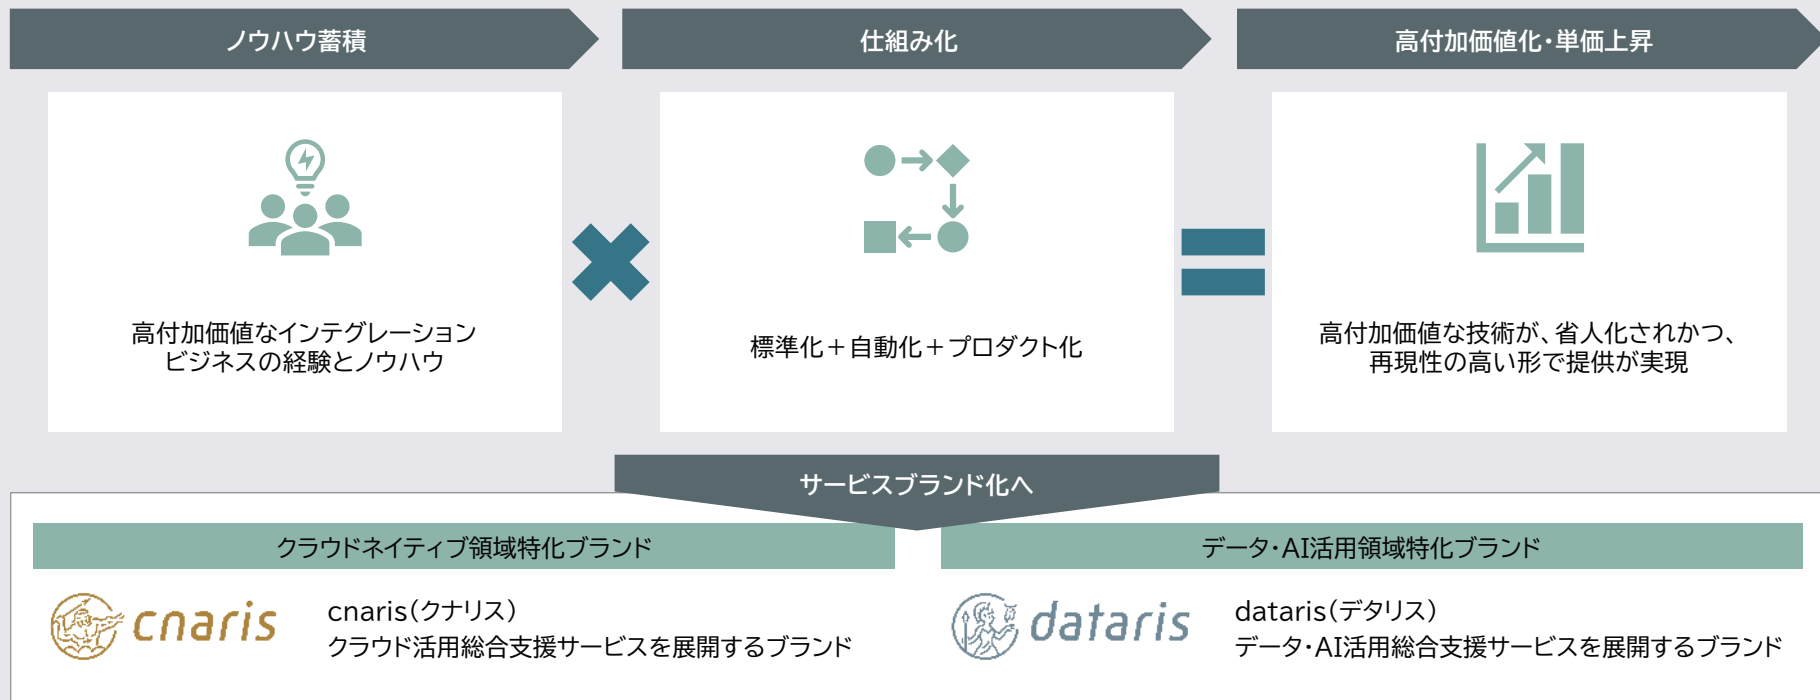 ノウハウ蓄積
仕組み化
高付加価値化・単価上昇
高付加価値なインテグレーション
ビジネスの経験とノウハウ
標準化＋自動化＋プロダクト化
高付加価値な技術が、省人化されかつ、
再現性の高い形で提供が実現
サービスブランド化へ
クラウドネイティブ領域特化ブランド
cnaris
cnaris(クナリス)
クラウド活用総合支援サービスを展開するブランド
データ・AI活用領域特化ブランド
dataris
dataris(デタリス)
データ・AI活用総合支援サービスを展開するブランド